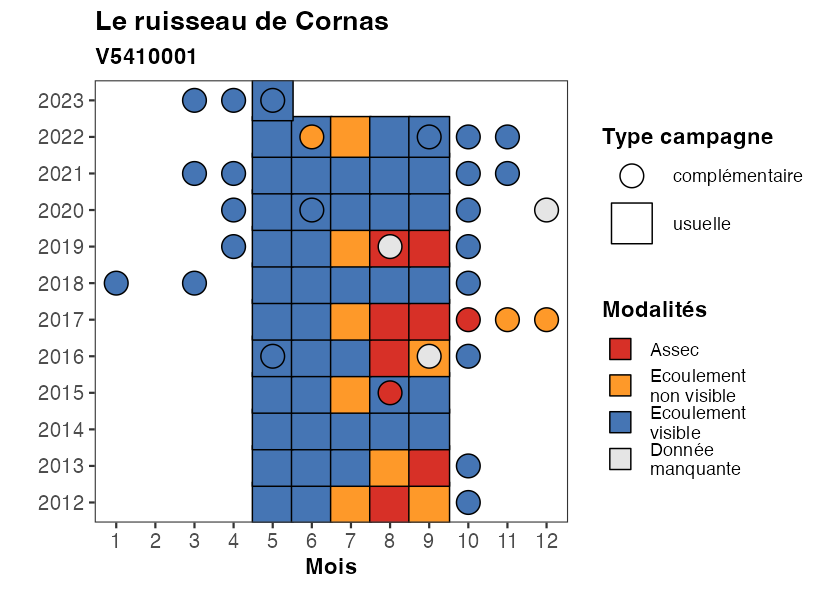 Le ruisseau de Cornas
V5410001
2023
2022
2021
2020
2019
2018
2017
2016
2015
2014
2013
2012
1 2 3 4 5 6 7 8 9 10 11 12
Mois
Type campagne
complémentaire
usuelle
Modalités
Assec
Ecoulement
non visible
Ecoulement
visible
Donnée
manquante